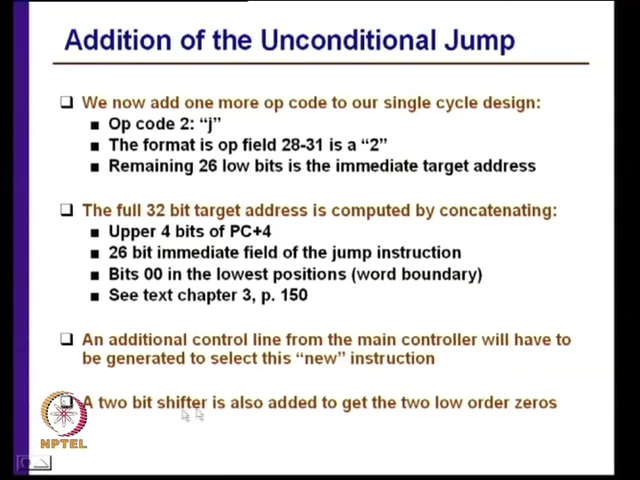 Addition of the Unconditional Jump
We now add one more op code to our single cycle design:
Op code 2: “j”
The format is op field 28-31 is a “2”
Remaining 26 low bits is the immediate target address
The full 32 bit target address is computed by concatenating:
Upper 4 bits of PC+4
26 bit immediate field of the jump instruction
Bits 00 in the lowest positions (word boundary)
See text chapter 3, p. 150
An additional control line from the main controller will have to
be generated to select this “new” instruction
A two bit shifter is also added to get the two low order zeros
NPTEL